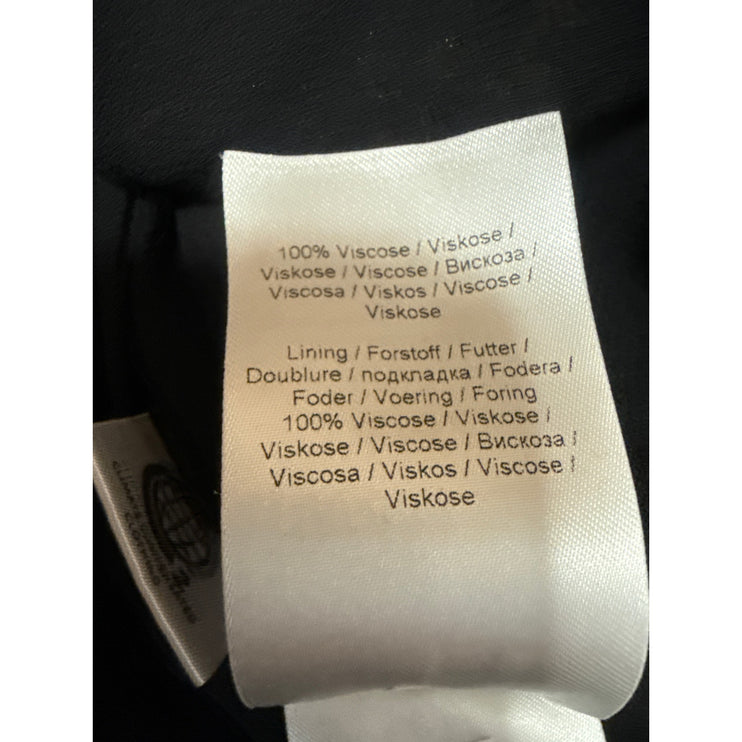 100% Viscose / Viskose /
Viskose / Viscose / Вискоза /
Viscosa / Viskos / Viscose /
Viskose
Lining / Forstoff / Futter /
Doublure / подкладка / Fodera /
Foder / Voering / Foring
100% Viscose / Viskose /
Viskose / Viscose / Вискоза /
Viscosa / Viskos / Viscose /
Viskose